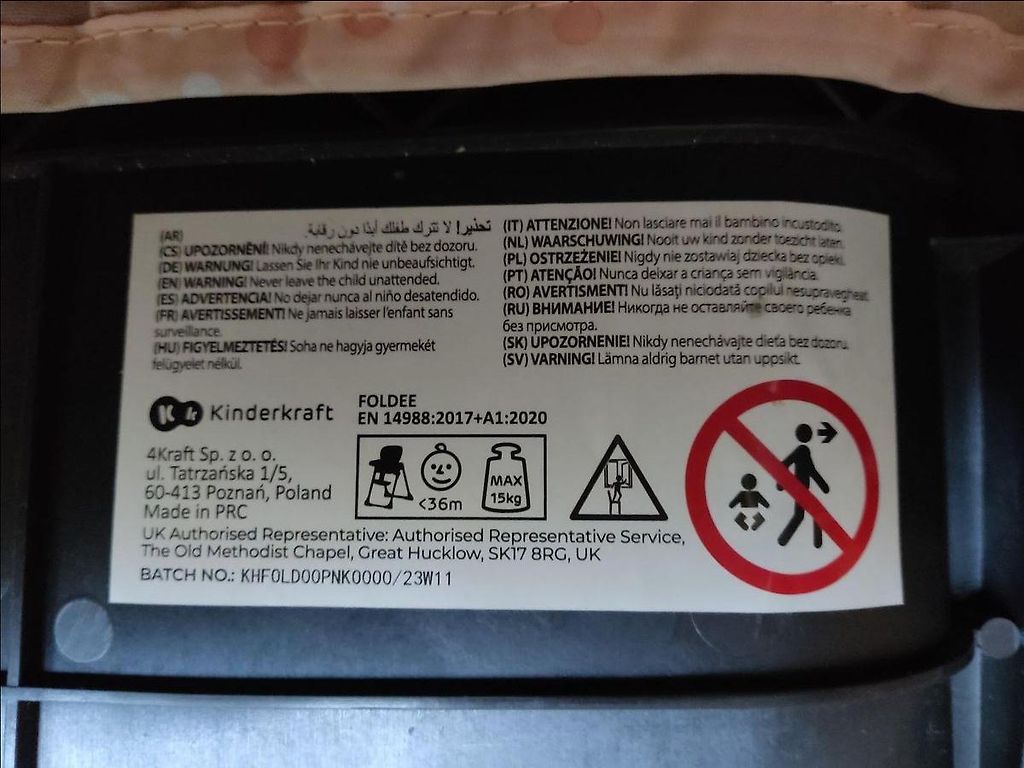 (AR) تحذير! لا تترك طفلك أبدًا دون رقابة.
(CS) UPOZORNĚNÍ! Nikdy nenechávejte dítě bez dozoru.
(DE) WARNUNG! Lassen Sie Ihr Kind nie unbeaufsichtigt.
(EN) WARNING! Never leave the child unattended.
(ES) ADVERTENCIA! No dejar nunca al niño desatendido.
(FR) AVERTISSEMENT! Ne jamais laisser l'enfant sans
surveillance.
(HU) FIGYELMEZTETÉS! Soha ne hagyja gyermekét
felügyelet nélkül.
(IT) ATTENZIONE! Non lasciare mai il bambino incustodito.
(NL) WAARSCHUWING! Nooit uw kind zonder toezicht laten.
(PL) OSTRZEŻENIE! Nigdy nie zostawiaj dziecka bez opieki.
(PT) ATENÇÃO! Nunca deixar a criança sem vigilância.
(RO) AVERTISMENT! Nu lăsați niciodată copilul nesupravegheat.
(RU) ВНИМАНИЕ! Никогда не оставляйте своего ребенка
без присмотра.
(SK) UPOZORNENIE! Nikdy nenechávajte dieťa bez dozoru.
(SV) VARNING! Lämna aldrig barnet utan uppsikt.
Kinderkraft
FOLDEE
EN 14988:2017+A1:2020
4Kraft Sp. z o. o.
ul. Tatrzańska 1/5,
60-413 Poznań, Poland
Made in PRC
<36m
MAX
15kg
UK Authorised Representative: Authorised Representative Service,
The Old Methodist Chapel, Great Hucklow, SK17 8RG, UK
BATCH NO.: KHFOLD00PNK0000/23W11